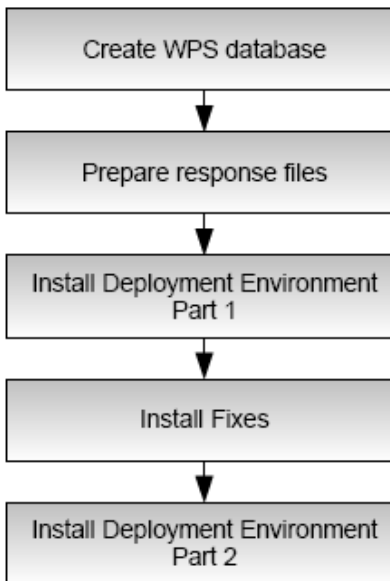 Create WPS database
Prepare response files
Install Deployment Environment
Part 1
Install Fixes
Install Deployment Environment
Part 2